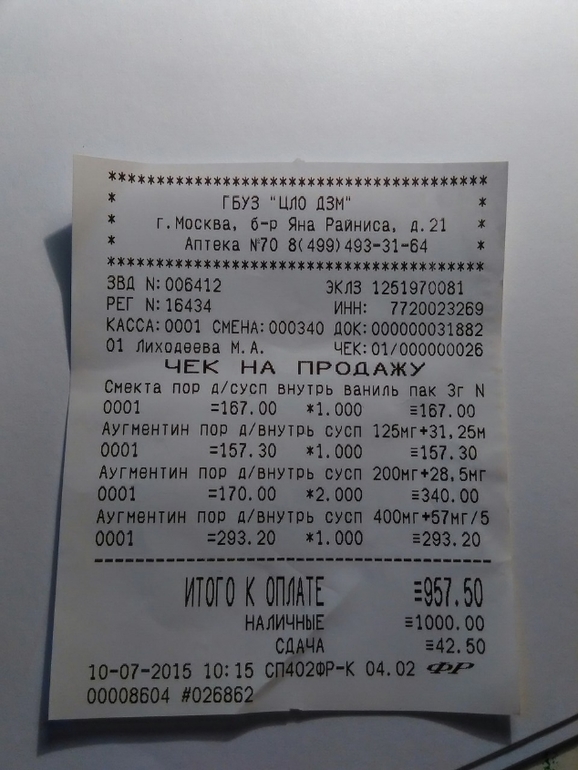 ***********************************
* ГБУЗ "ЦЛО ДЗМ" *
* г.Москва, б-р Яна Райниса, д.21 *
* Аптека №70 8(499)493-31-64 *
***********************************
ЗВД N:006412 ЭКЛЗ 1251970081
РЕГ N:16434 ИНН: 7720023269
КАССА:0001 СМЕНА:000340 ДОК:000000031882
01 Лиходеева М.А. ЧЕК:01/000000026
ЧЕК НА ПРОДАЖУ
Смекта пор д/сусп внутрь ваниль пак 3г N
0001 =167.00 *1.000 ≡167.00
Аугментин пор д/внутрь сусп 125мг+31,25м
0001 =157.30 *1.000 ≡157.30
Аугментин пор д/внутрь сусп 200мг+28,5мг
0001 =170.00 *2.000 ≡340.00
Аугментин пор д/внутрь сусп 400мг+57мг/5
0001 =293.20 *1.000 ≡293.20
ИТОГО К ОПЛАТЕ ≡957.50
НАЛИЧНЫЕ ≡1000.00
СДАЧА ≡42.50
10-07-2015 10:15 СП402ФР-К 04.02 ФР
00008604 #026862